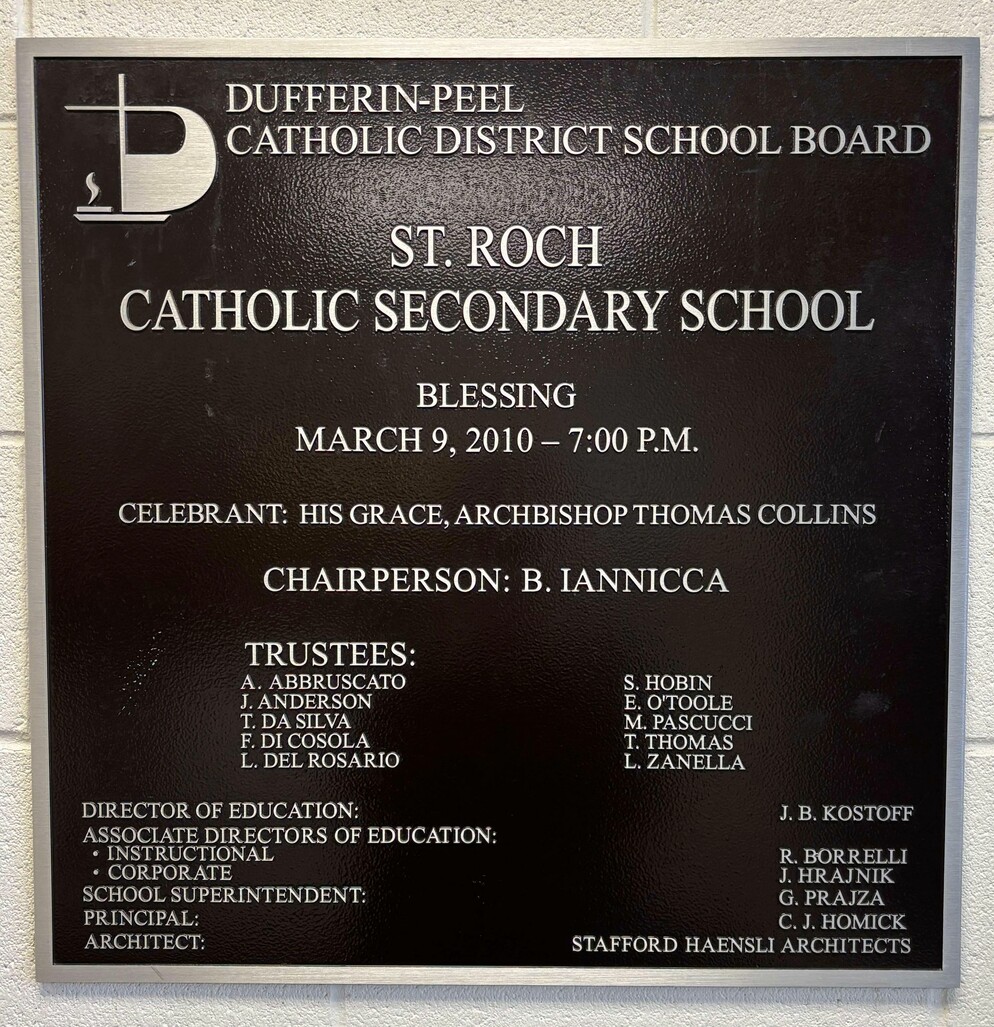 DUFFERIN-PEEL
CATHOLIC DISTRICT SCHOOL BOARD
ST. ROCH
CATHOLIC SECONDARY SCHOOL
BLESSING
MARCH 9, 2010 – 7:00 P.M.
CELEBRANT: HIS GRACE, ARCHBISHOP THOMAS COLLINS
CHAIRPERSON: B. IANNICCA
TRUSTEES:
A. ABBRUSCATO S. HOBIN
J. ANDERSON E. O'TOOLE
T. DA SILVA M. PASCUCCI
F. DI COSOLA T. THOMAS
L. DEL ROSARIO L. ZANELLA
DIRECTOR OF EDUCATION: J. B. KOSTOFF
ASSOCIATE DIRECTORS OF EDUCATION:
• INSTRUCTIONAL R. BORRELLI
• CORPORATE J. HRAJNIK
SCHOOL SUPERINTENDENT: G. PRAJZA
PRINCIPAL: C. J. HOMICK
ARCHITECT: STAFFORD HAENSLI ARCHITECTS